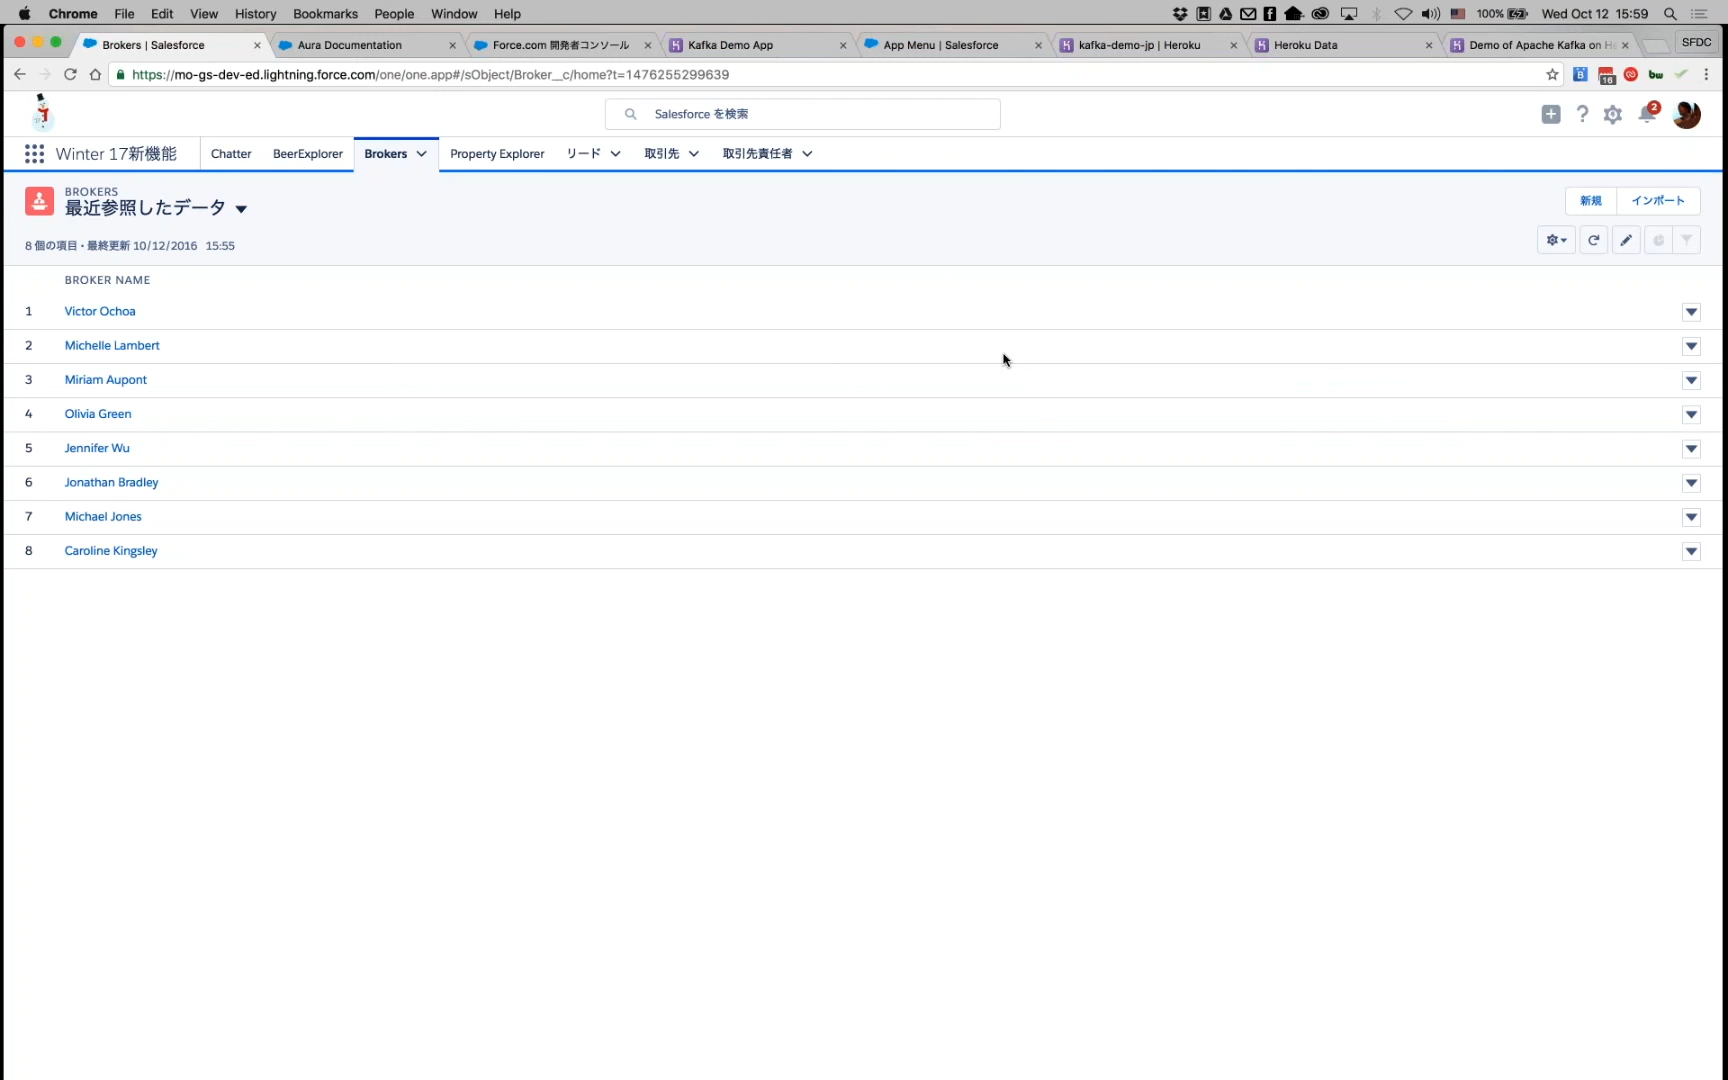 Chrome File Edit View History Bookmarks People Window Help 100% Wed Oct 12 15:59
Brokers | Salesforce Aura Documentation Force.com 開発者コンソール Kafka Demo App App Menu | Salesforce kafka-demo-jp | Heroku Heroku Data Demo of Apache Kafka on He SFDC
https://mo-gs-dev-ed.lightning.force.com/one/one.app#/sObject/Broker__c/home?t=1476255299639 16 bw
Salesforce を検索 2
Winter 17新機能 Chatter BeerExplorer Brokers Property Explorer リード 取引先 取引先責任者
BROKERS
最近参照したデータ 新規 インポート
8 個の項目・最終更新 10/12/2016 15:55
BROKER NAME
1 Victor Ochoa
2 Michelle Lambert
3 Miriam Aupont
4 Olivia Green
5 Jennifer Wu
6 Jonathan Bradley
7 Michael Jones
8 Caroline Kingsley